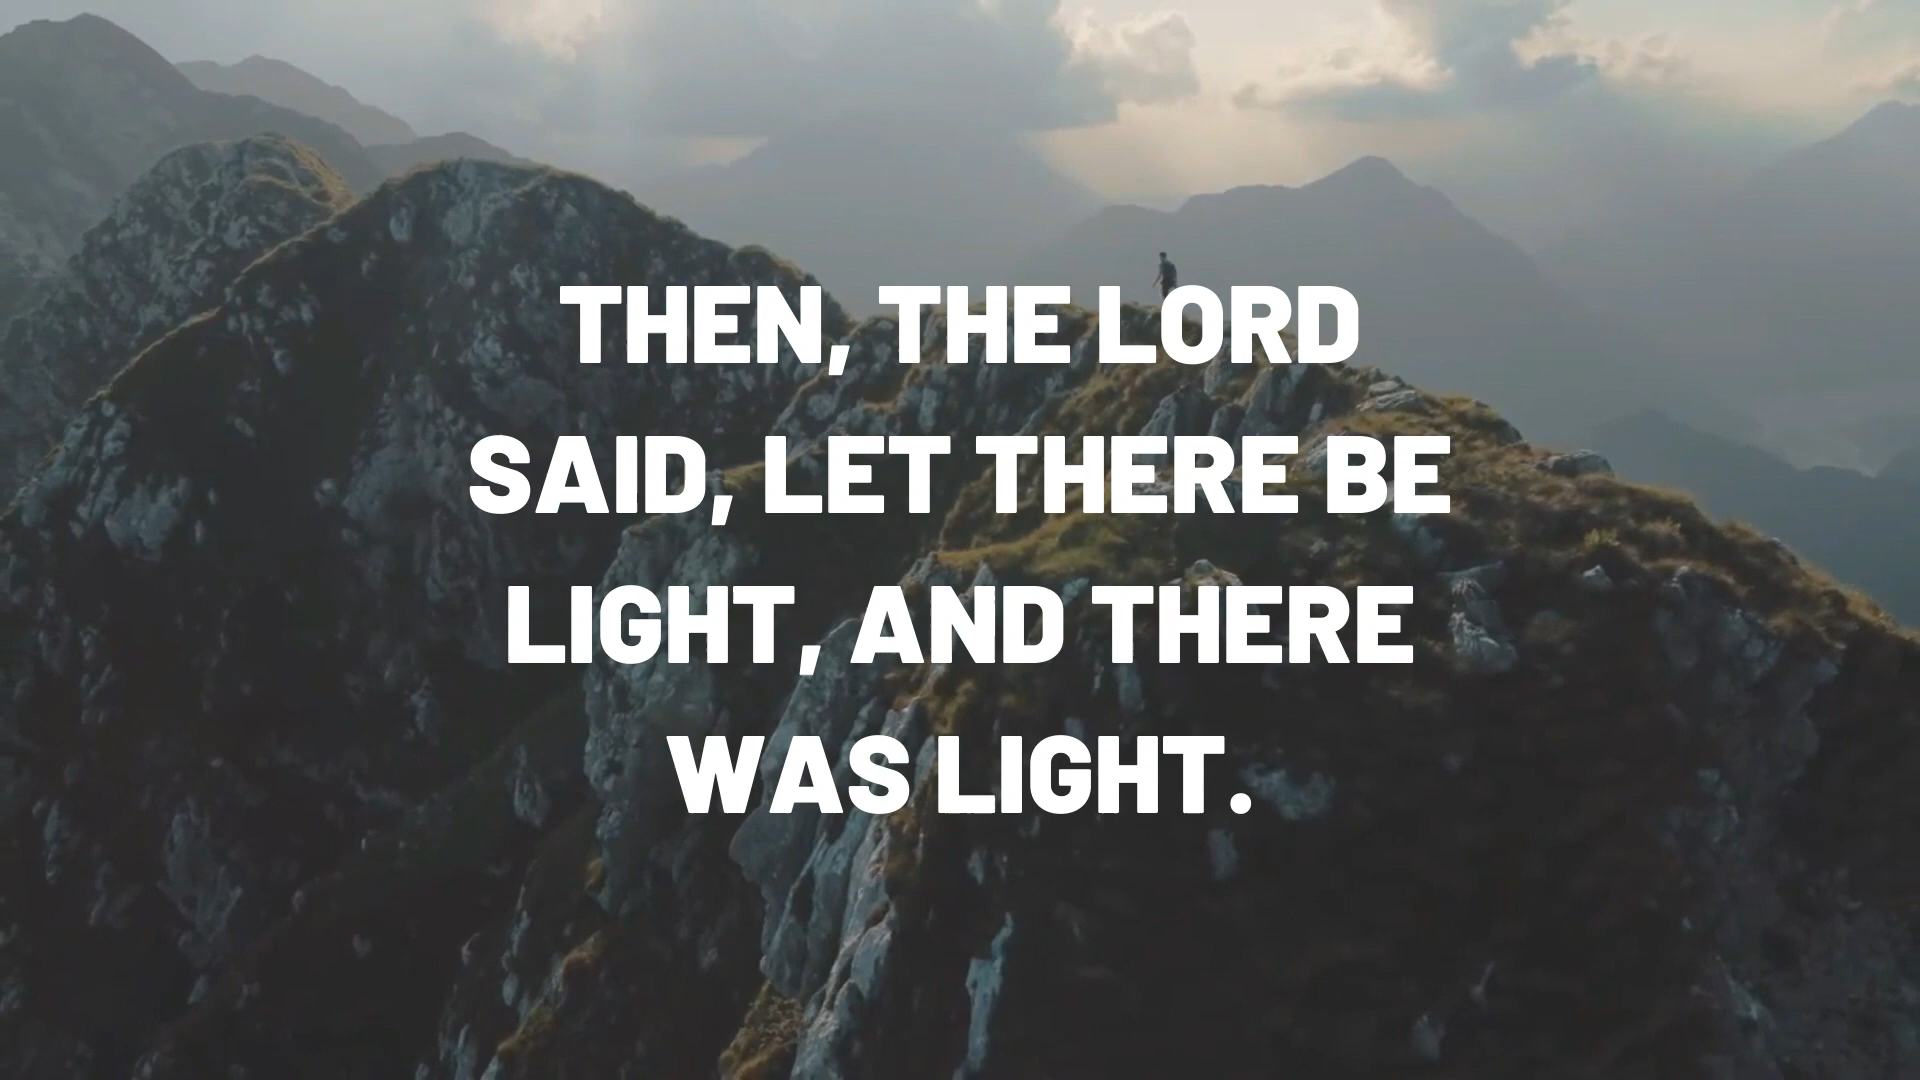 THEN, THE LORD
SAID, LET THERE BE
LIGHT, AND THERE
WAS LIGHT.